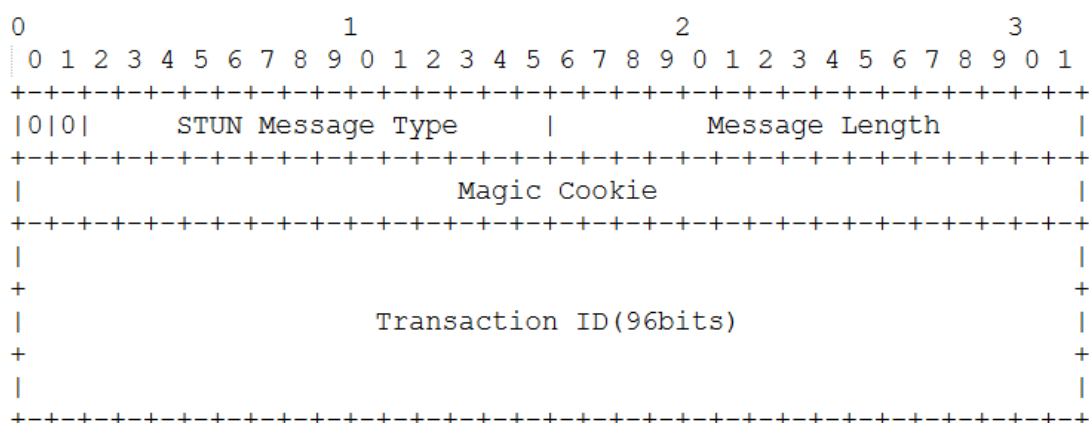 0                   1                   2                   3
 0 1 2 3 4 5 6 7 8 9 0 1 2 3 4 5 6 7 8 9 0 1 2 3 4 5 6 7 8 9 0 1
+-+-+-+-+-+-+-+-+-+-+-+-+-+-+-+-+-+-+-+-+-+-+-+-+-+-+-+-+-+-+-+-+
|0|0|     STUN Message Type     |         Message Length        |
+-+-+-+-+-+-+-+-+-+-+-+-+-+-+-+-+-+-+-+-+-+-+-+-+-+-+-+-+-+-+-+-+
|                          Magic Cookie                         |
+-+-+-+-+-+-+-+-+-+-+-+-+-+-+-+-+-+-+-+-+-+-+-+-+-+-+-+-+-+-+-+-+
|                                                               |
+                                                               +
|                     Transaction ID(96bits)                    |
+                                                               +
|                                                               |
+-+-+-+-+-+-+-+-+-+-+-+-+-+-+-+-+-+-+-+-+-+-+-+-+-+-+-+-+-+-+-+-+